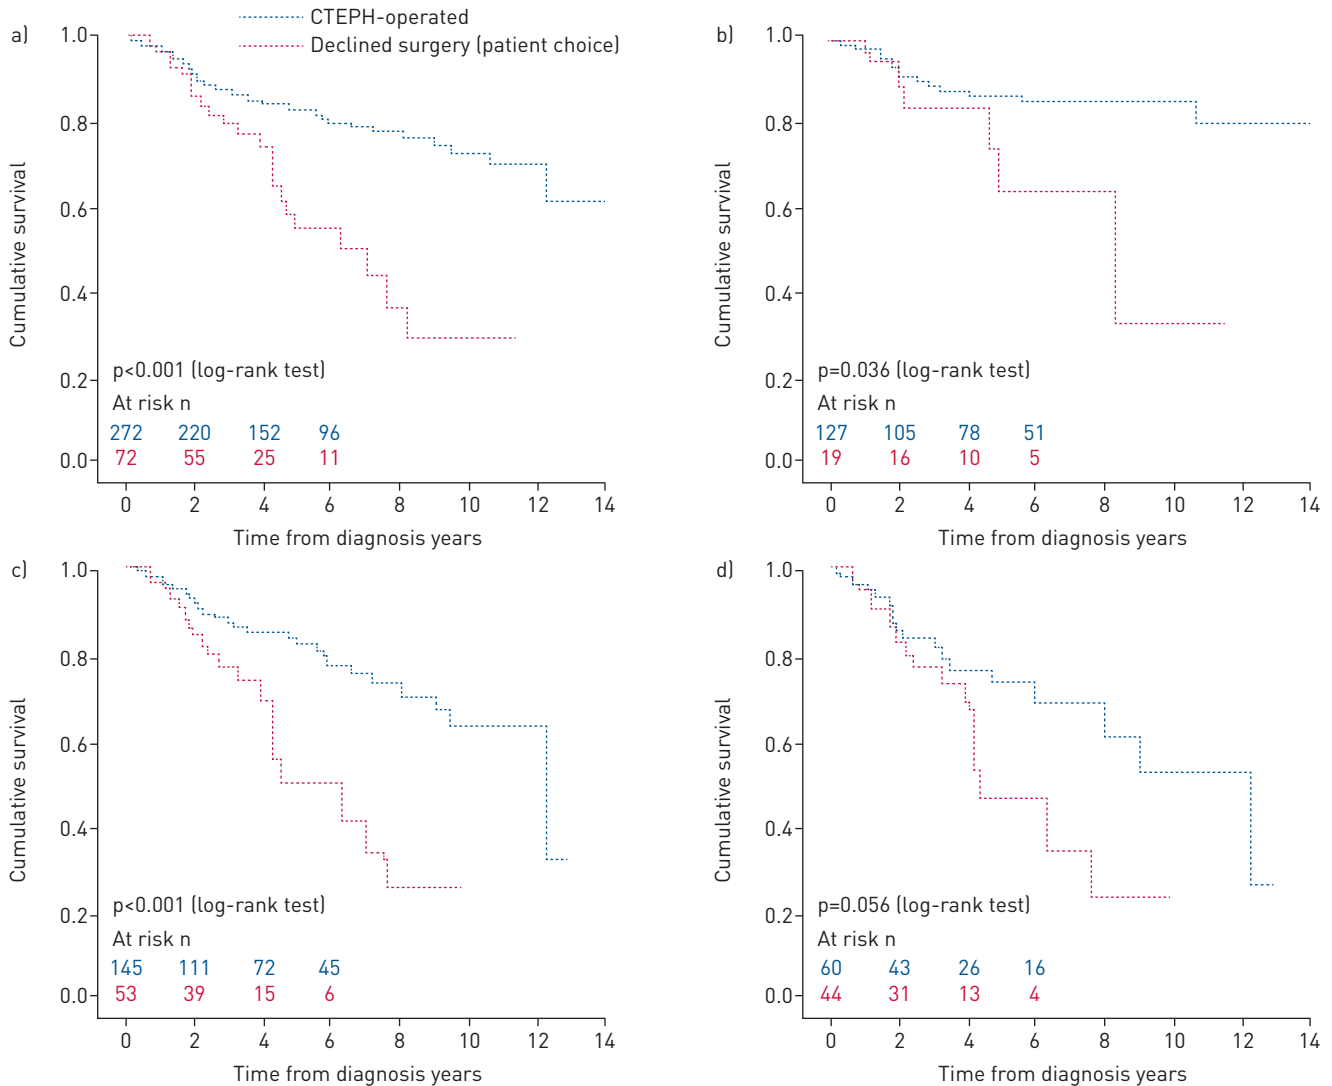 CTEPH-operated
Declined surgery (patient choice)
a)
1.0
0.8
0.6
0.4
0.2
0.0
Cumulative survival
p<0.001 (log-rank test)
At risk n
272 220 152 96
72 55 25 11
0 2 4 6 8 10 12 14
Time from diagnosis years
b)
1.0
0.8
0.6
0.4
0.2
0.0
Cumulative survival
p=0.036 (log-rank test)
At risk n
127 105 78 51
19 16 10 5
0 2 4 6 8 10 12 14
Time from diagnosis years
c)
1.0
0.8
0.6
0.4
0.2
0.0
Cumulative survival
p<0.001 (log-rank test)
At risk n
145 111 72 45
53 39 15 6
0 2 4 6 8 10 12 14
Time from diagnosis years
d)
1.0
0.8
0.6
0.4
0.2
0.0
Cumulative survival
p=0.056 (log-rank test)
At risk n
60 43 26 16
44 31 13 4
0 2 4 6 8 10 12 14
Time from diagnosis years